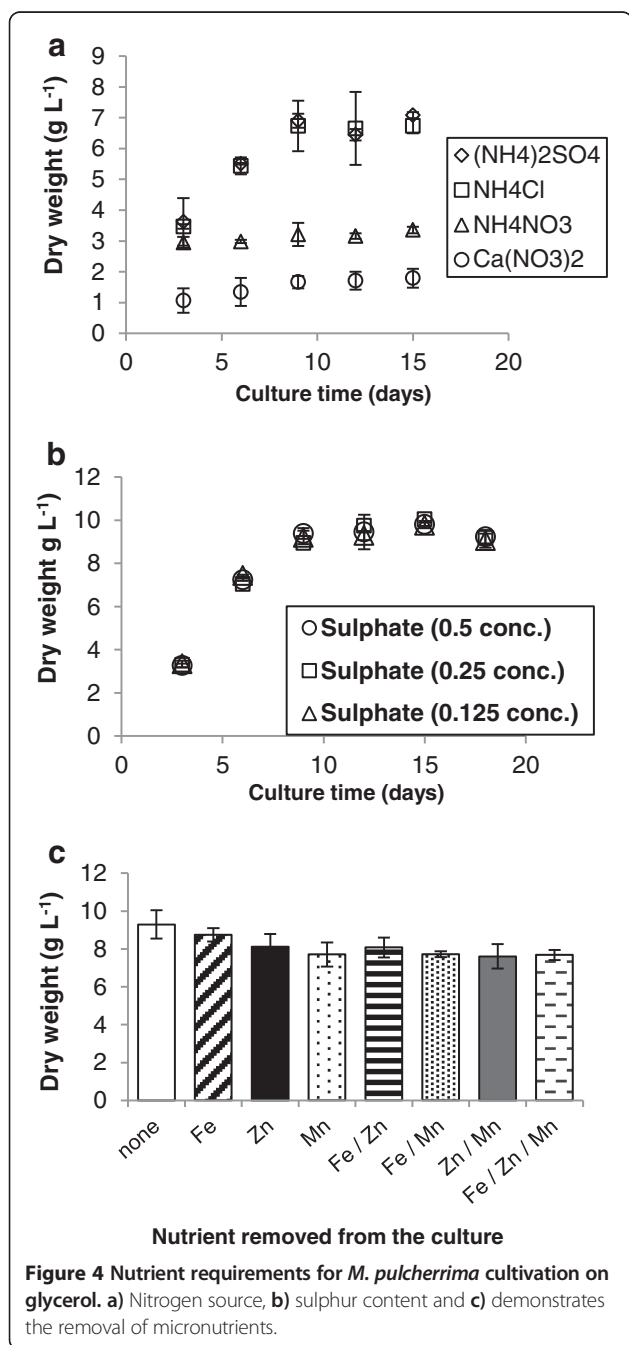 a
Dry weight (g L-1)
9
8
7
6
5
4
3
2
1
0
0 5 10 15 20
Culture time (days)
(NH4)2SO4
NH4Cl
NH4NO3
Ca(NO3)2
b
Dry weight g L-1)
12
10
8
6
4
2
0
0 5 10 15 20
Culture time (days)
Sulphate (0.5 conc.)
Sulphate (0.25 conc.)
Sulphate (0.125 conc.)
c
Dry weight (g L-1)
12
10
8
6
4
2
0
none
Fe
Zn
Mn
Fe / Zn
Fe / Mn
Zn / Mn
Fe / Zn / Mn
Nutrient removed from the culture
Figure 4 Nutrient requirements for M. pulcherrima cultivation on
glycerol. a) Nitrogen source, b) sulphur content and c) demonstrates
the removal of micronutrients.